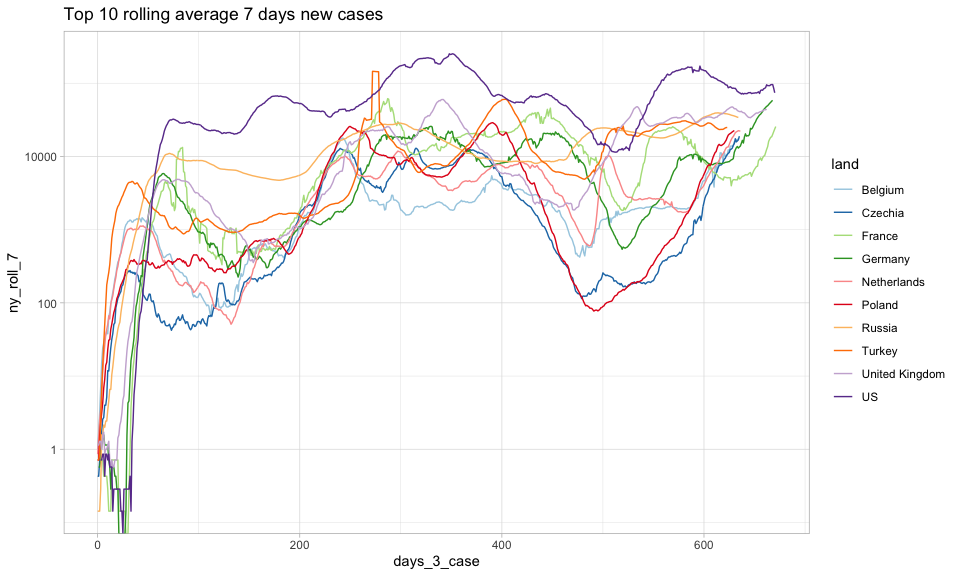 Top 10 rolling average 7 days new cases
ny_roll_7
10000
100
1
0
200
400
600
days_3_case
land
Belgium
Czechia
France
Germany
Netherlands
Poland
Russia
Turkey
United Kingdom
US